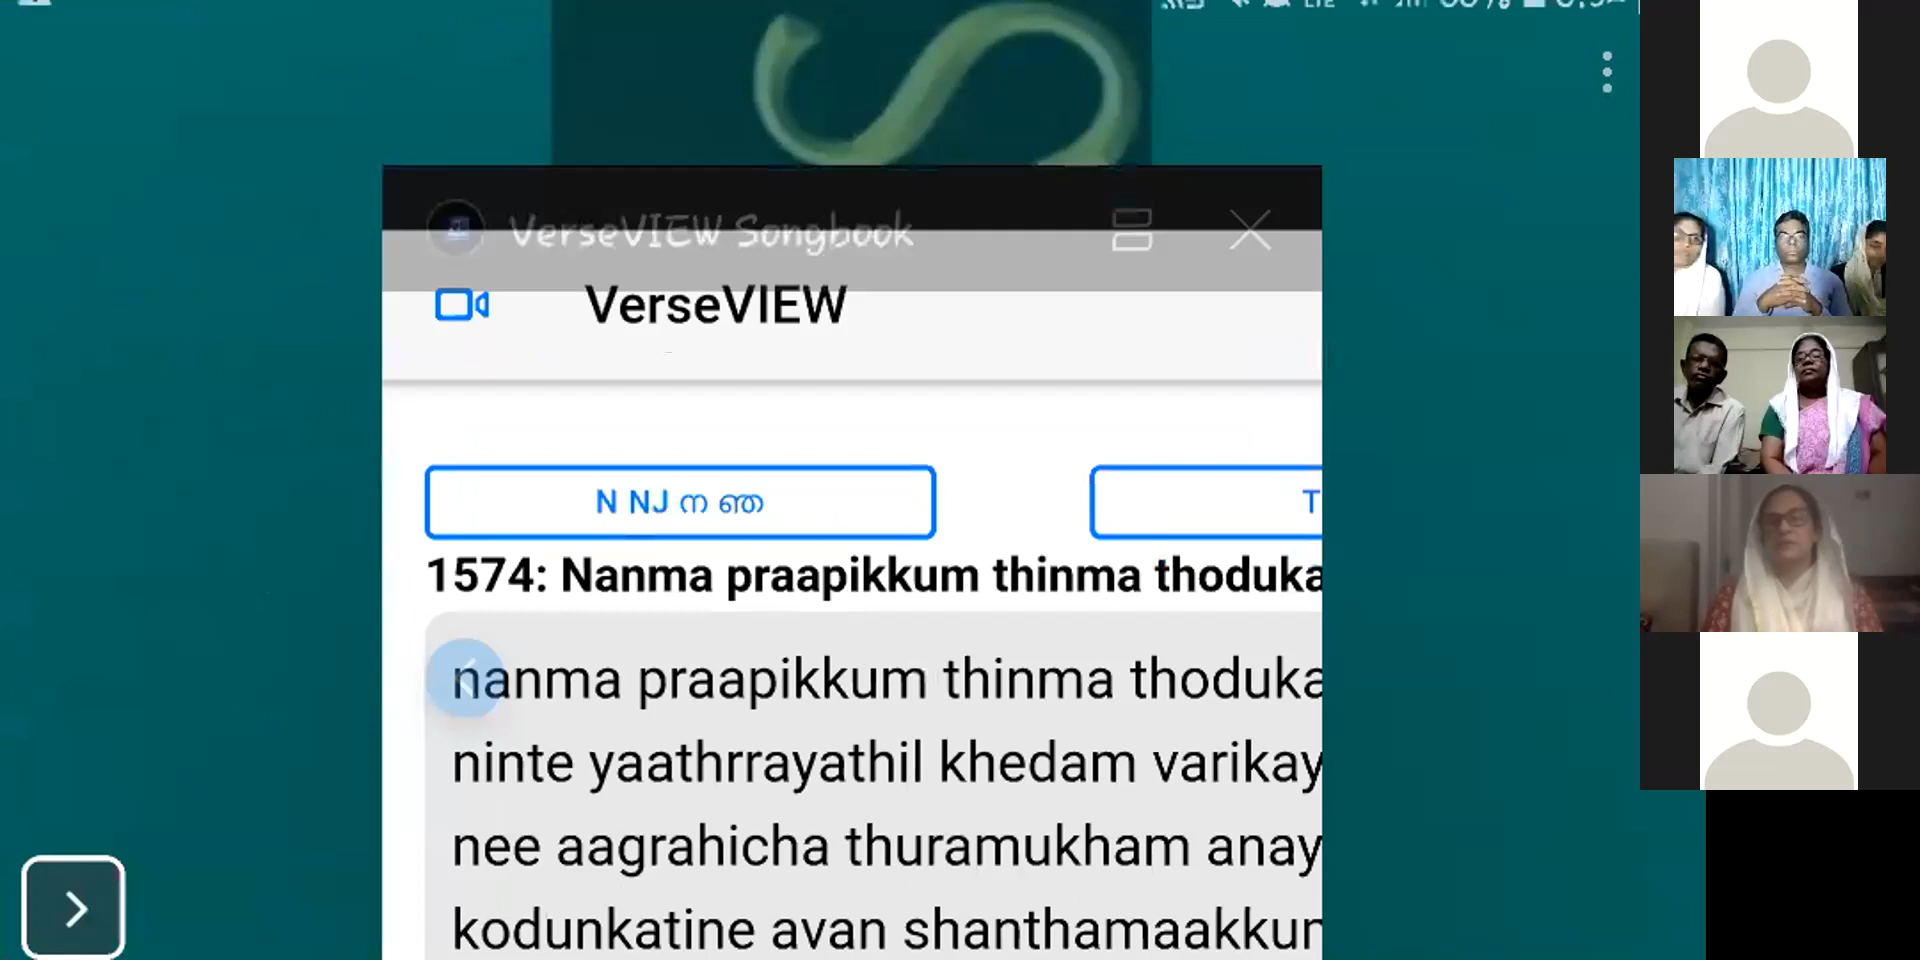 LTE
VerseVIEW Songbook
VerseVIEW
N NJ ന ഞ
T
1574: Nanma praapikkum thinma thoduka
nanma praapikkum thinma thoduka
ninte yaathrrayathil khedam varikay
nee aagrahicha thuramukham anay
kodunkatine avan shanthamaakkun